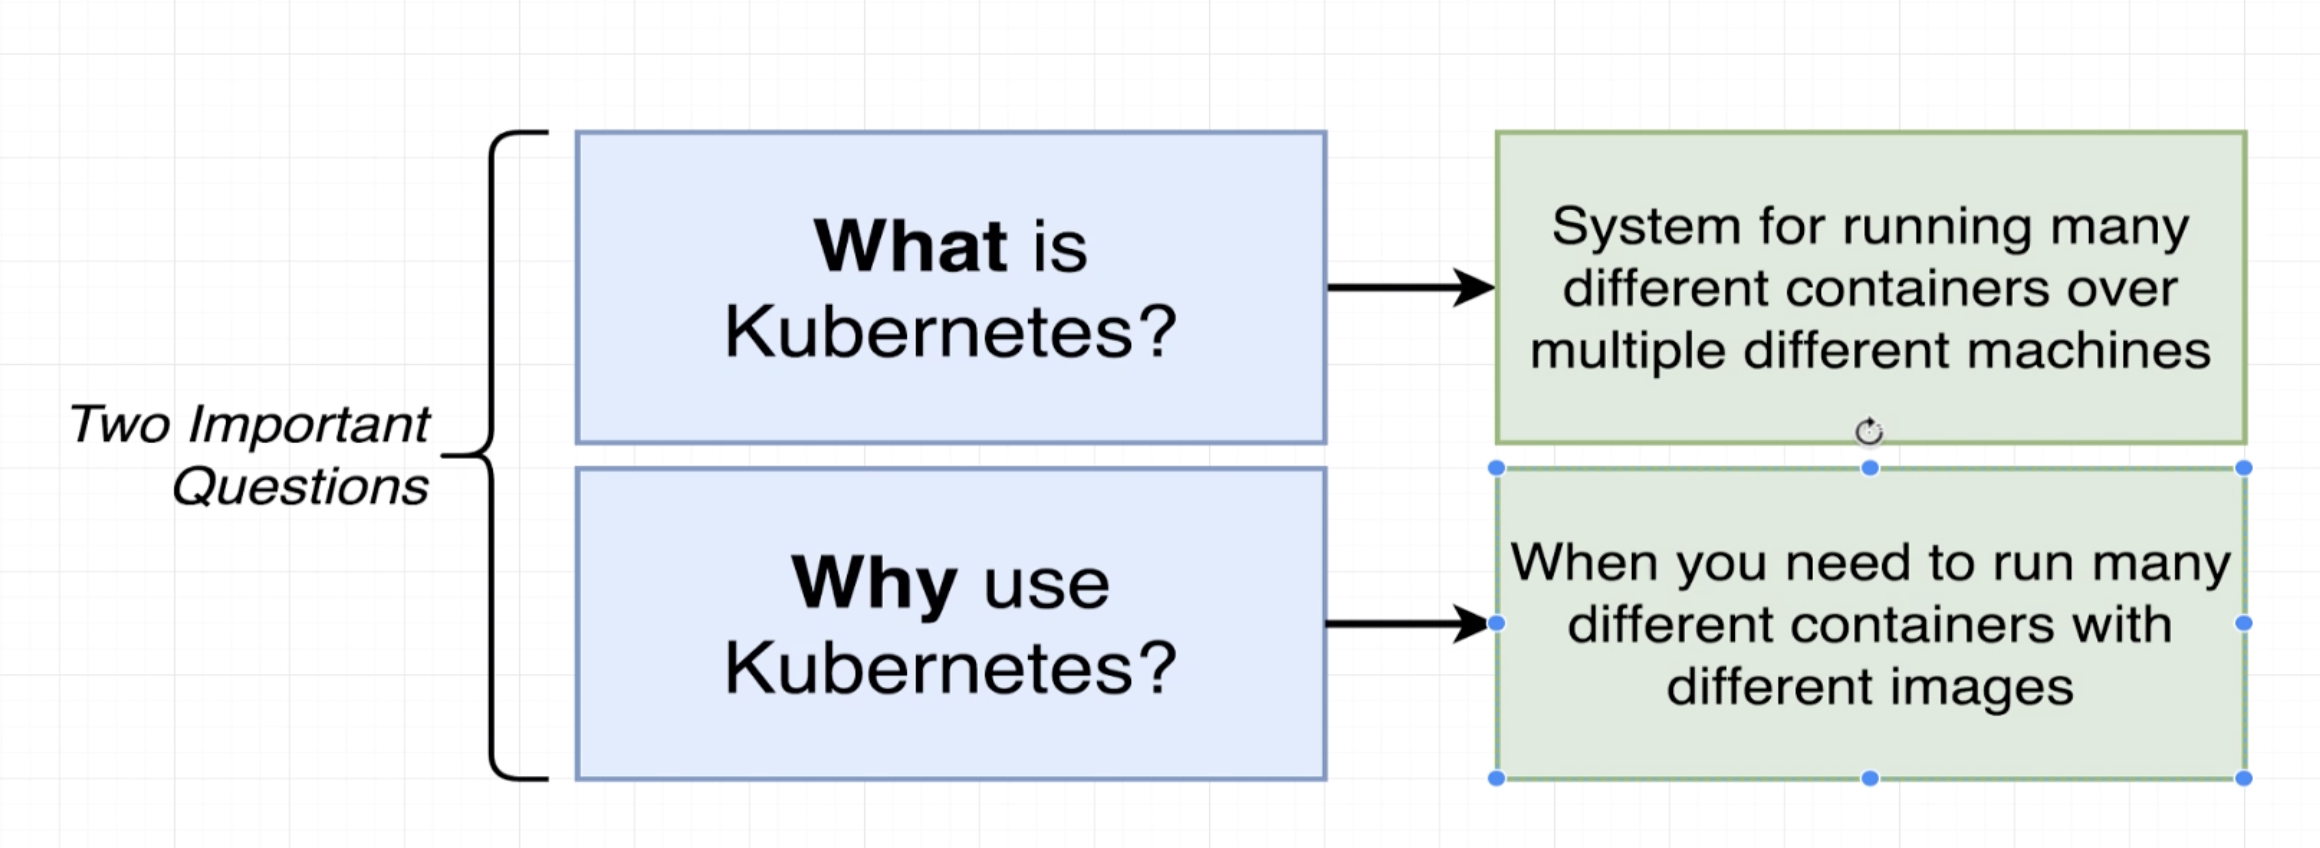 Two Important
Questions
What is
Kubernetes?
System for running many
different containers over
multiple different machines
Why use
Kubernetes?
When you need to run many
different containers with
different images